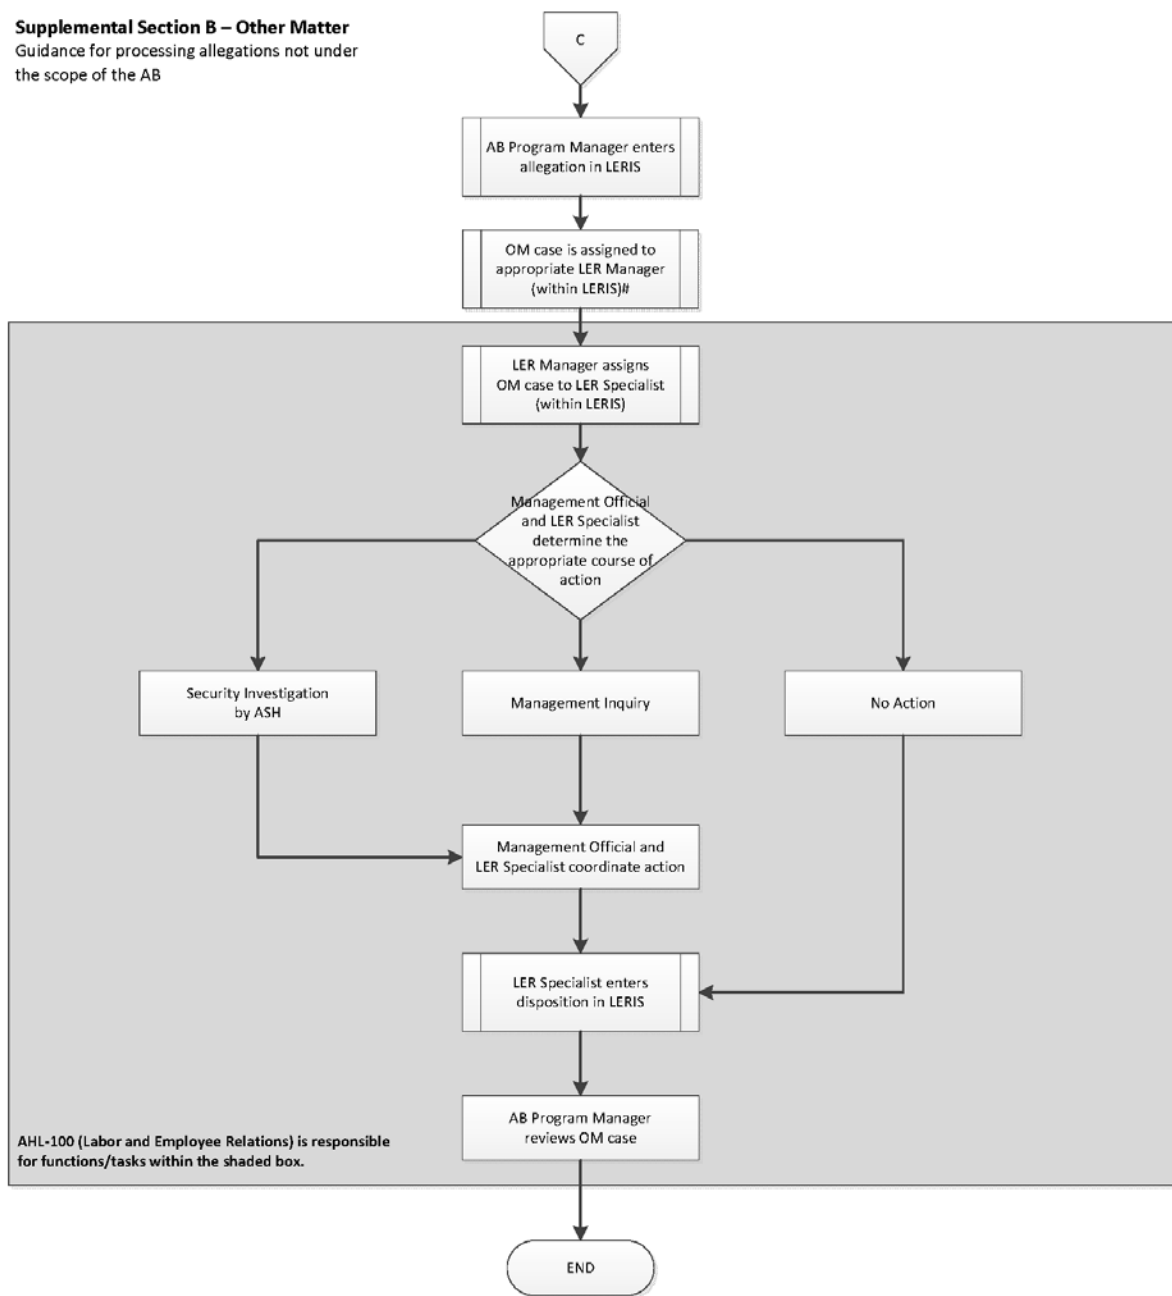 Supplemental Section B – Other Matter
Guidance for processing allegations not under
the scope of the AB
C
AB Program Manager enters
allegation in LERIS
OM case is assigned to
appropriate LER Manager
(within LERIS)#
LER Manager assigns
OM case to LER Specialist
(within LERIS)
Management Official
and LER Specialist
determine the
appropriate course of
action
Security Investigation
by ASH
Management Inquiry
No Action
Management Official and
LER Specialist coordinate action
LER Specialist enters
disposition in LERIS
AB Program Manager
reviews OM case
AHL-100 (Labor and Employee Relations) is responsible
for functions/tasks within the shaded box.
END